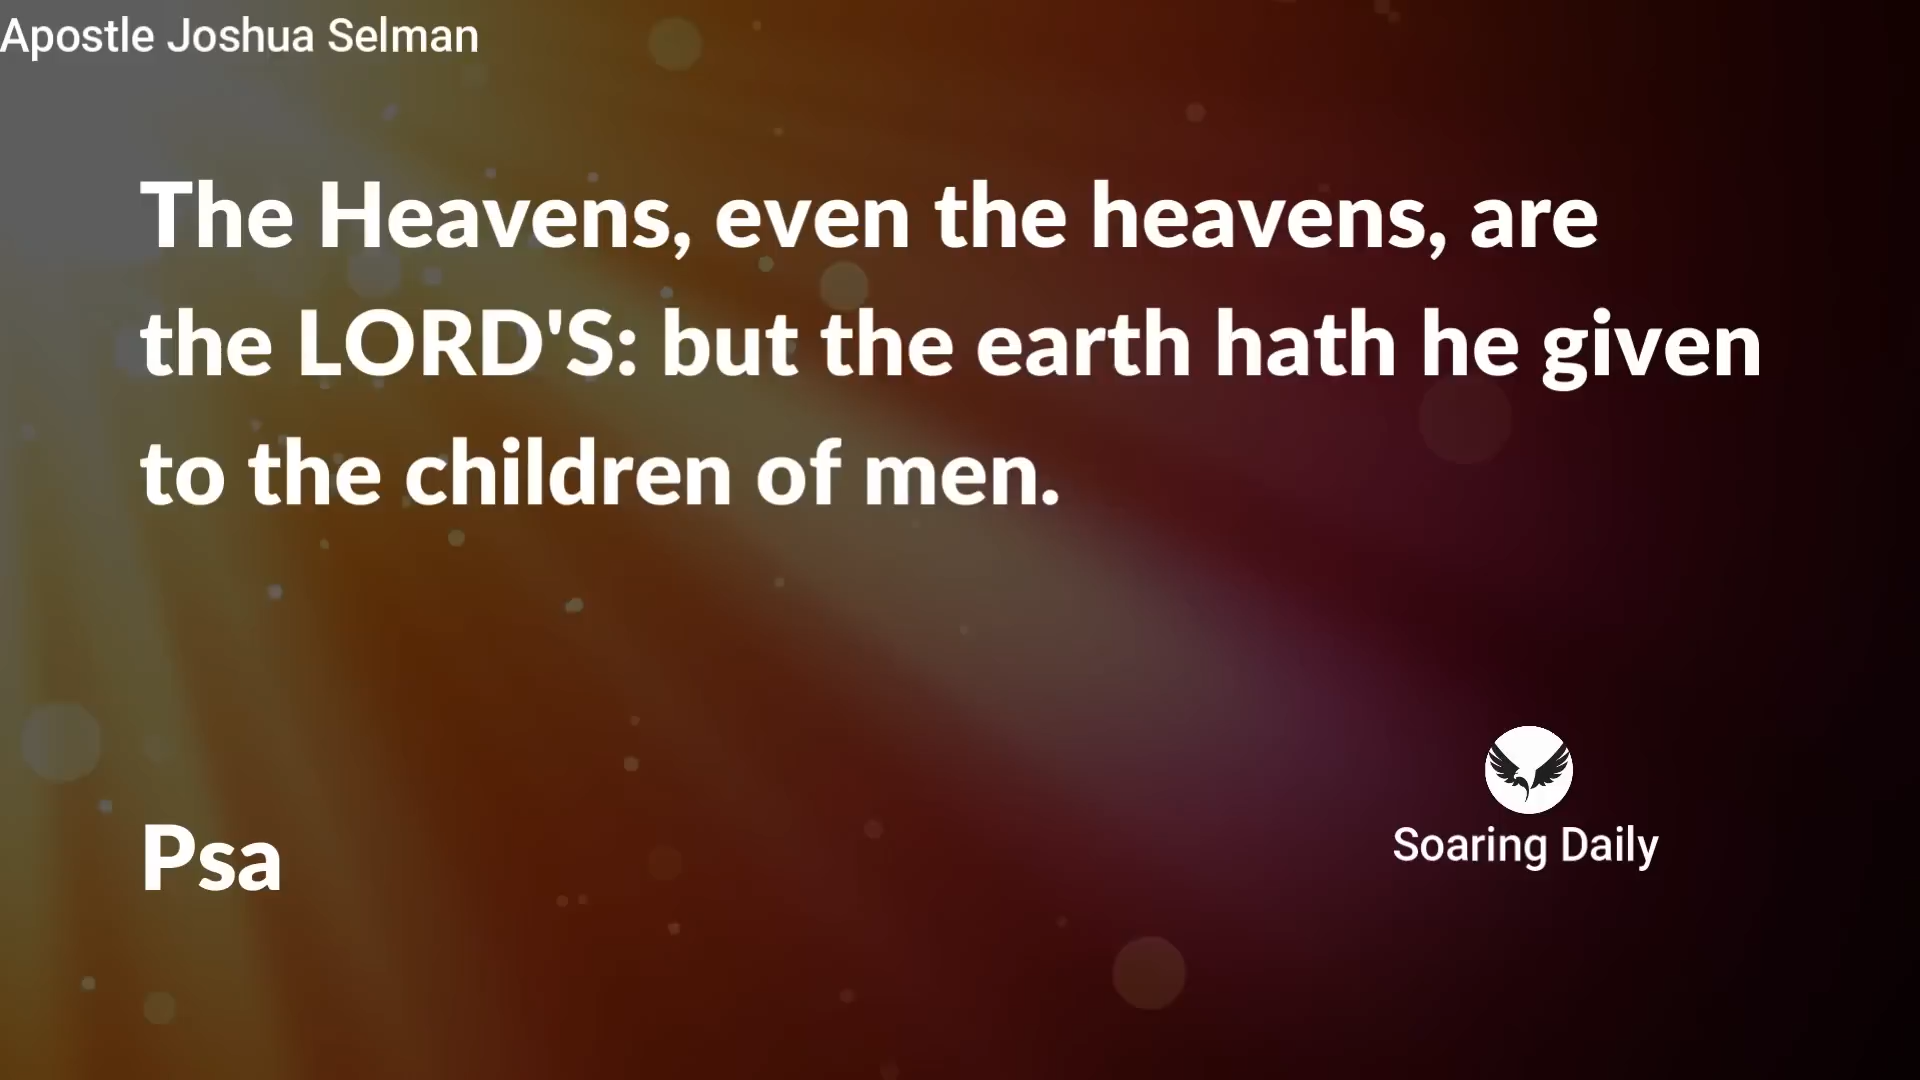 Apostle Joshua Selman
The Heavens, even the heavens, are
the LORD'S: but the earth hath he given
to the children of men.
Psa
Soaring Daily